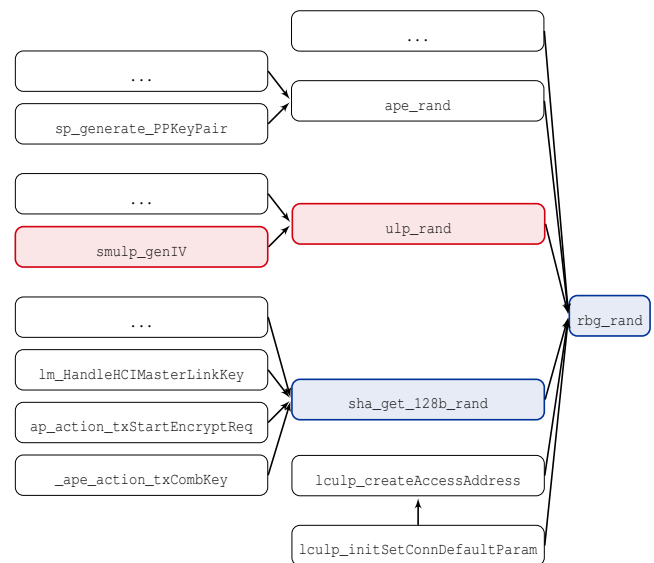 ...
...
ape_rand
sp_generate_PPKeyPair
...
ulp_rand
smulp_genIV
rbg_rand
...
lm_HandleHCIMasterLinkKey
sha_get_128b_rand
ap_action_txStartEncryptReq
_ape_action_txCombKey
lculp_createAccessAddress
lculp_initSetConnDefaultParam